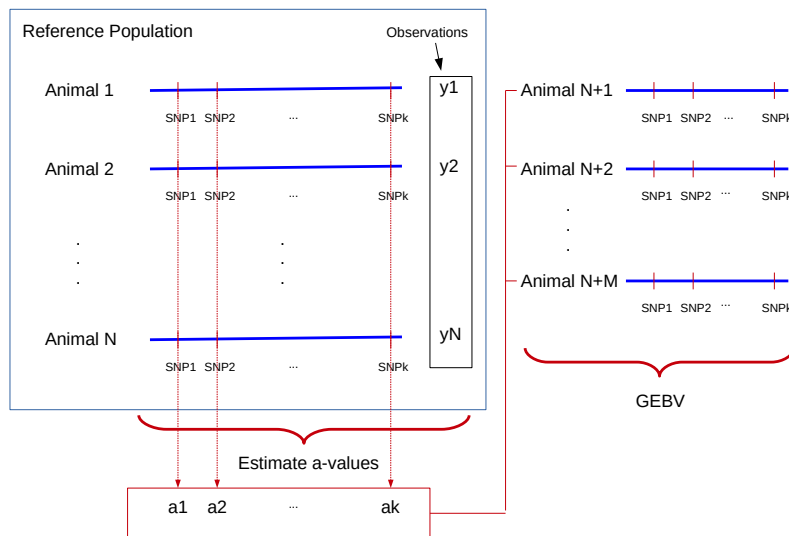 Reference Population
Observations
Animal 1
y1
SNP1 SNP2 ... SNPk
Animal 2
y2
SNP1 SNP2 ... SNPk
. .
. .
. .
Animal N
yN
SNP1 SNP2 ... SNPk
Estimate a-values
a1 a2 ... ak
Animal N+1
SNP1 SNP2 ... SNPk
Animal N+2
SNP1 SNP2 ... SNPk
.
.
.
Animal N+M
SNP1 SNP2 ... SNPk
GEBV